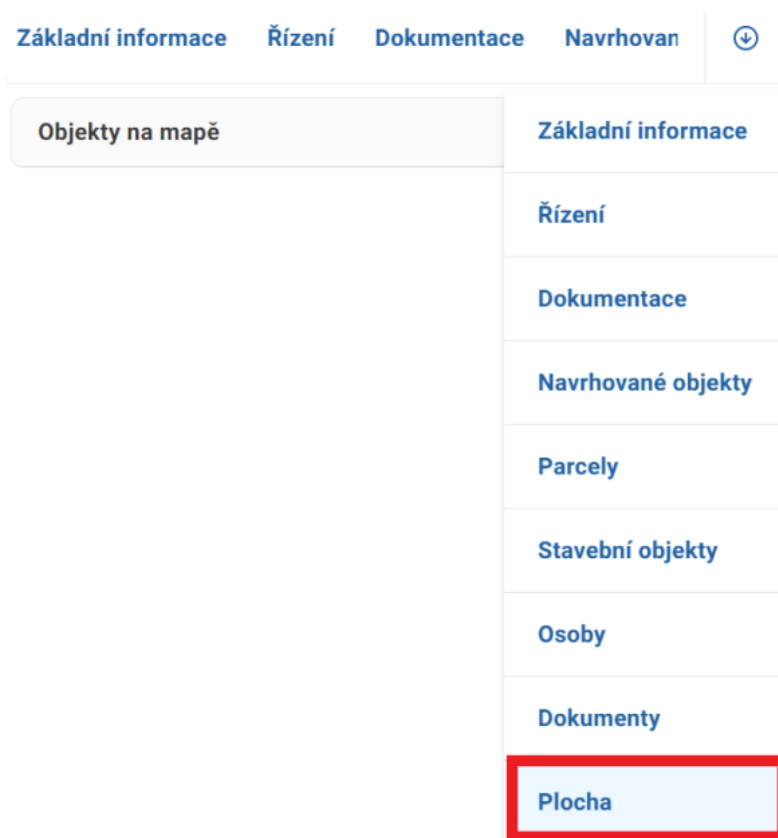 Základní informace Řízení Dokumentace Navrhovan
Objekty na mapě
Základní informace
Řízení
Dokumentace
Navrhované objekty
Parcely
Stavební objekty
Osoby
Dokumenty
Plocha